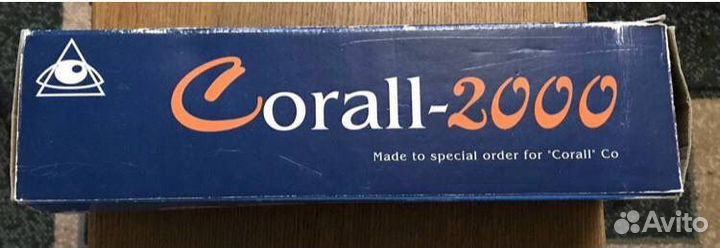 Corall-2000
Made to special order for "Corall" Co
Avito